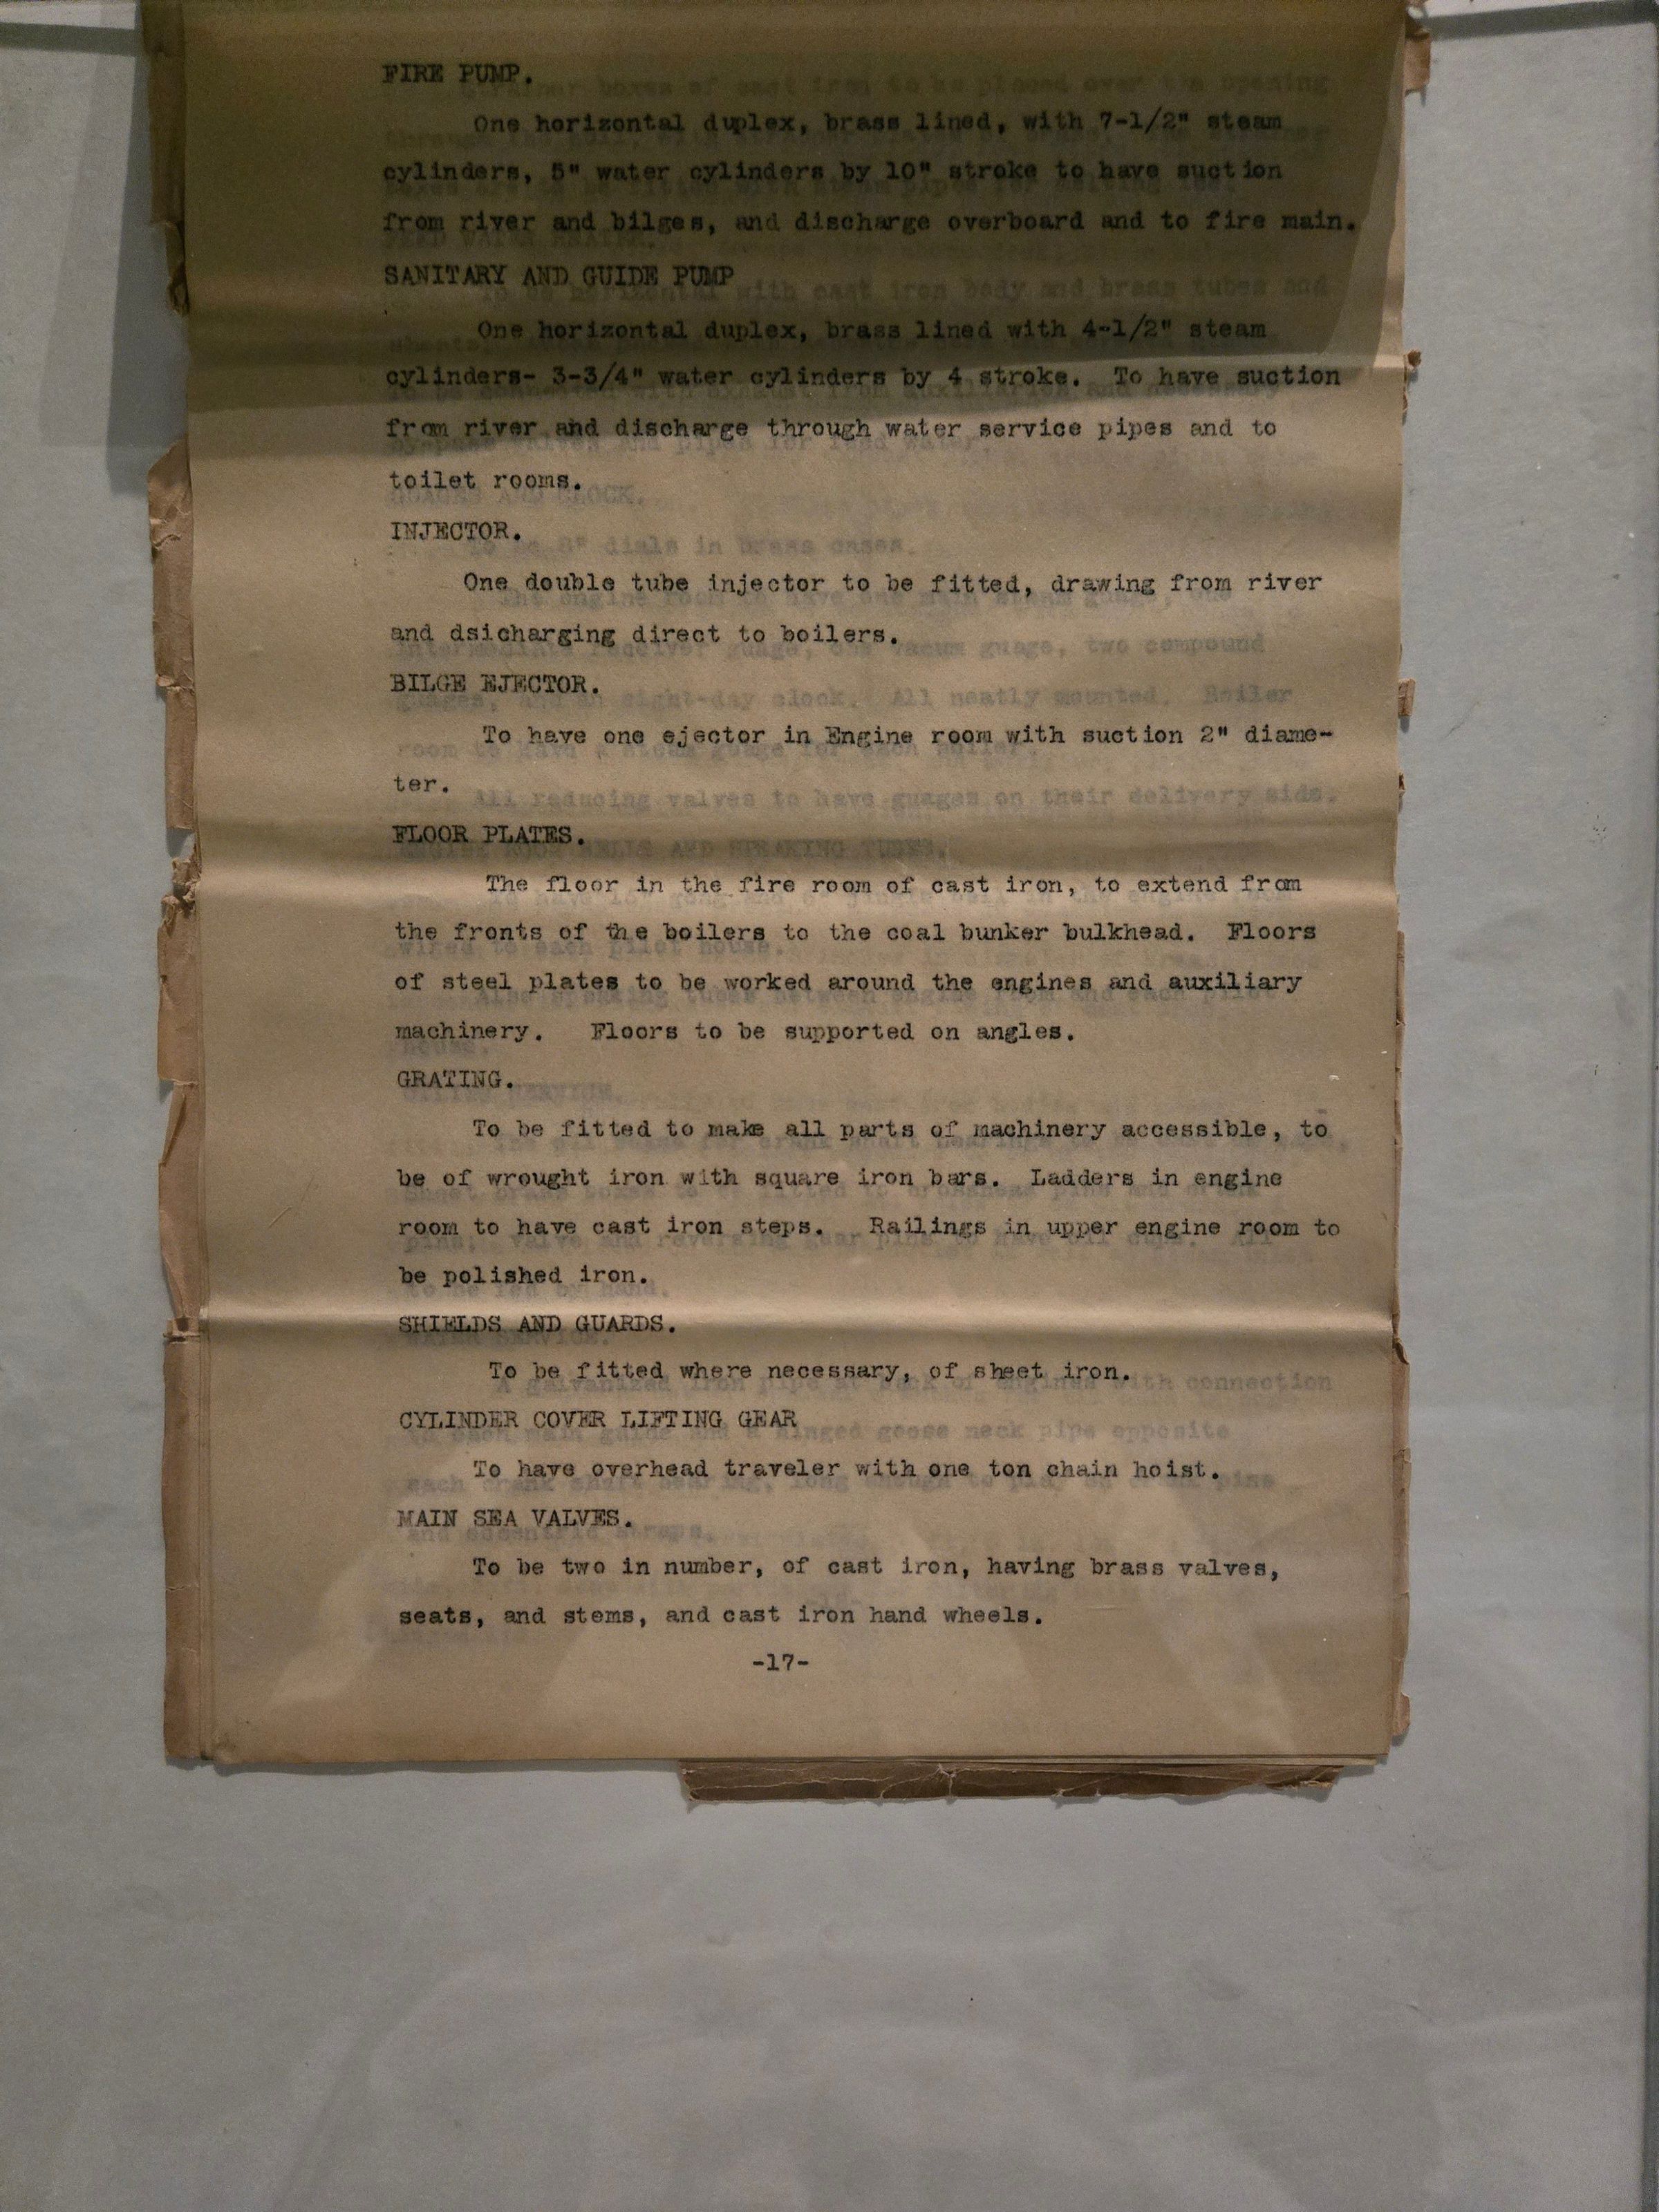 FIRE PUMP.
One horizontal duplex, brass lined, with 7-1/2" steam
cylinders, 5" water cylinders by 10" stroke to have suction
from river and bilges, and discharge overboard and to fire main.
SANITARY AND GUIDE PUMP
One horizontal duplex, brass lined with 4-1/2" steam
cylinders- 3-3/4" water cylinders by 4 stroke. To have suction
from river and discharge through water service pipes and to
toilet rooms.
INJECTOR.
One double tube injector to be fitted, drawing from river
and dsicharging direct to boilers.
BILGE EJECTOR.
To have one ejector in Engine room with suction 2" diame-
ter.
FLOOR PLATES.
The floor in the fire room of cast iron, to extend from
the fronts of the boilers to the coal bunker bulkhead. Floors
of steel plates to be worked around the engines and auxiliary
machinery. Floors to be supported on angles.
GRATING.
To be fitted to make all parts of machinery accessible, to
be of wrought iron with square iron bars. Ladders in engine
room to have cast iron steps. Railings in upper engine room to
be polished iron.
SHIELDS AND GUARDS.
To be fitted where necessary, of sheet iron.
CYLINDER COVER LIFTING GEAR
To have overhead traveler with one ton chain hoist.
MAIN SEA VALVES.
To be two in number, of cast iron, having brass valves,
seats, and stems, and cast iron hand wheels.
-17-